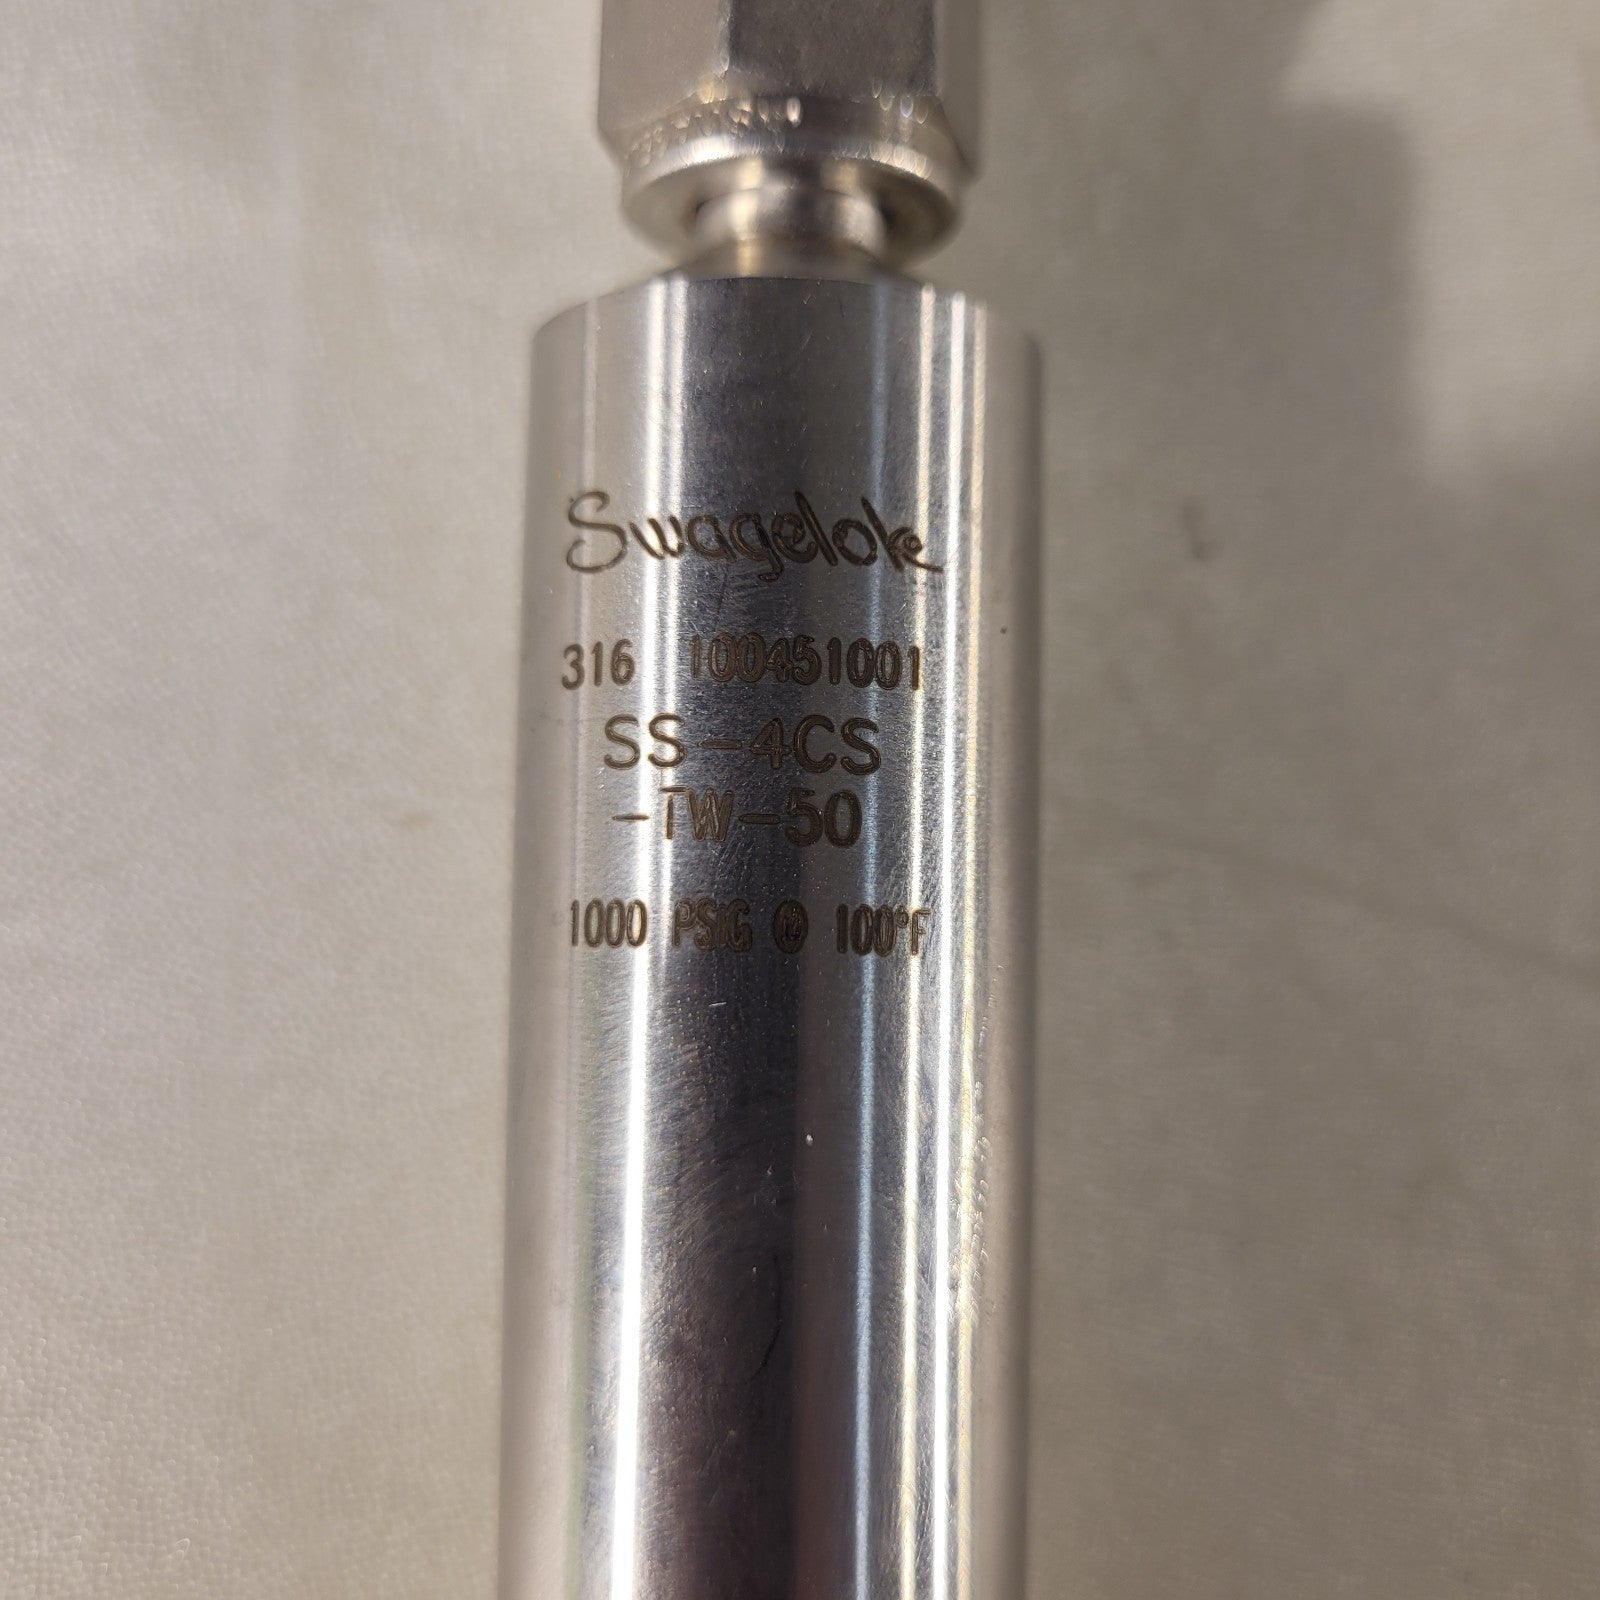 Swagelok
316 100451001
SS-4CS
-TW-50
1000 PSIG @ 100°F